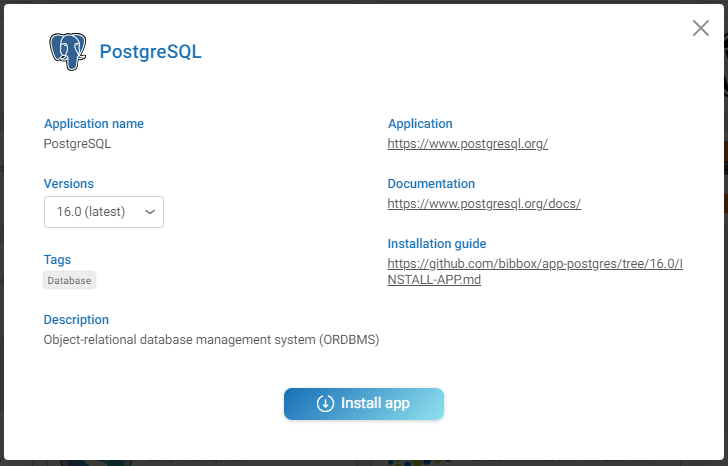 PostgreSQL
Application name
PostgreSQL
Versions
16.0 (latest)
Tags
Database
Description
Object-relational database management system (ORDBMS)
Application
https://www.postgresql.org/
Documentation
https://www.postgresql.org/docs/
Installation guide
https://github.com/bibbox/app-postgres/tree/16.0/I
NSTALL-APP.md
Install app